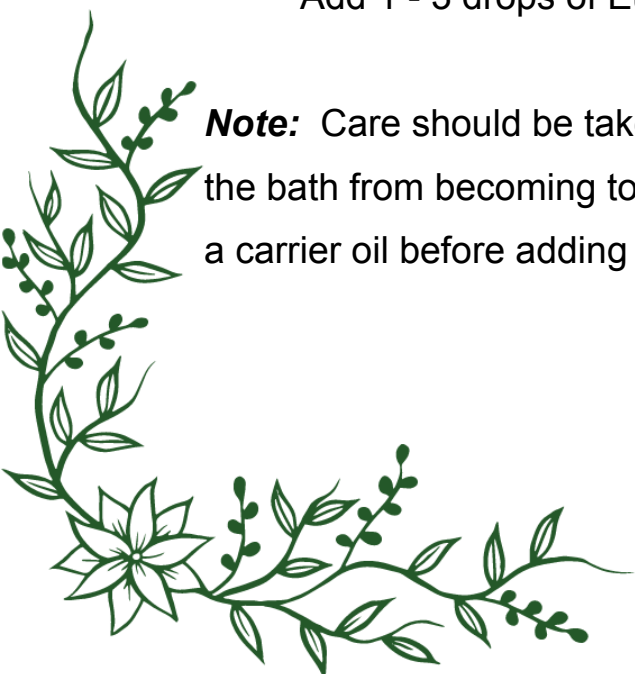 Add 1 - 3 drops of
Note: Care should be
the bath from becoming
a carrier oil before adding